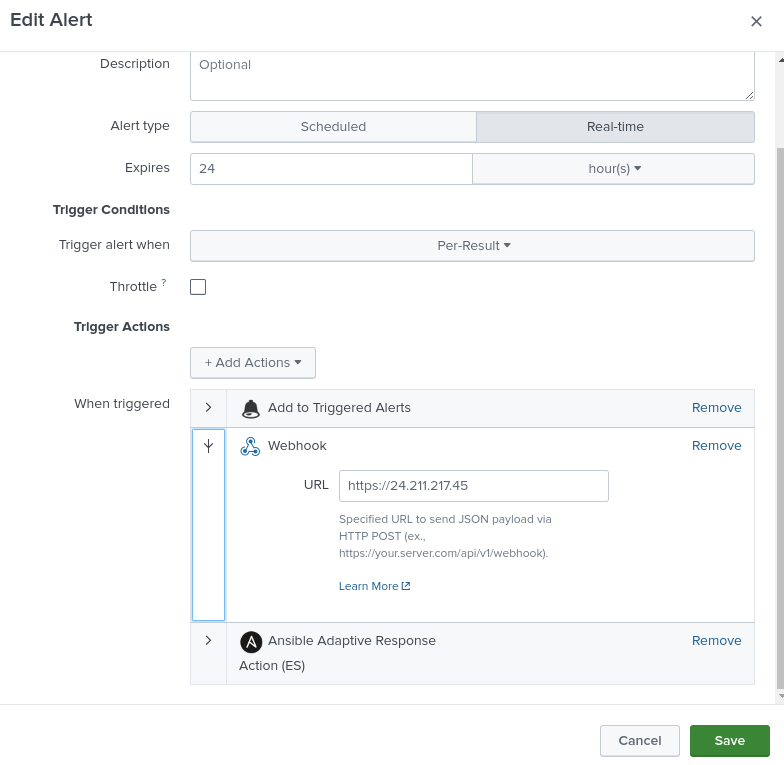 Edit Alert
Description Optional
Alert type Scheduled Real-time
Expires 24 hour(s)
Trigger Conditions
Trigger alert when Per-Result
Throttle ?
Trigger Actions
+ Add Actions
When triggered
Add to Triggered Alerts Remove
Webhook Remove
URL https://24.211.217.45
Specified URL to send JSON payload via
HTTP POST (ex.,
https://your.server.com/api/v1/webhook).
Learn More
Ansible Adaptive Response Remove
Action (ES)
Cancel Save